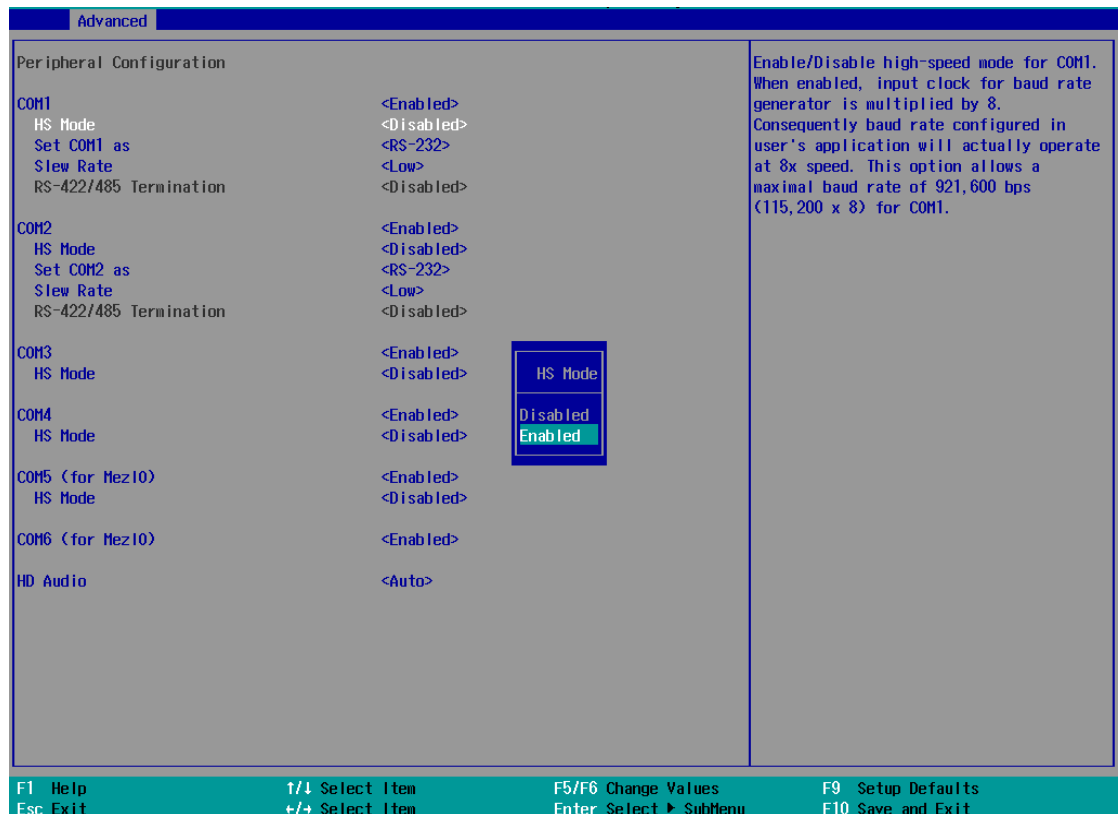 Advanced
Peripheral Configuration
COM1 <Enabled>
HS Mode <Disabled>
Set COM1 as <RS-232>
Slew Rate <Low>
RS-422/485 Termination <Disabled>
COM2 <Enabled>
HS Mode <Disabled>
Set COM2 as <RS-232>
Slew Rate <Low>
RS-422/485 Termination <Disabled>
COM3 <Enabled>
HS Mode <Disabled>
COM4 <Enabled>
HS Mode <Disabled>
COM5 (for MezIO) <Enabled>
HS Mode <Disabled>
COM6 (for MezIO) <Enabled>
HD Audio <Auto>
HS Mode
Disabled
Enabled
Enable/Disable high-speed mode for COM1.
When enabled, input clock for baud rate
generator is multiplied by 8.
Consequently baud rate configured in
user's application will actually operate
at 8x speed. This option allows a
maximal baud rate of 921,600 bps
(115,200 x 8) for COM1.
F1 Help ↑/↓ Select Item F5/F6 Change Values F9 Setup Defaults
Esc Exit ←/→ Select Item Enter Select ▶ SubMenu F10 Save and Exit